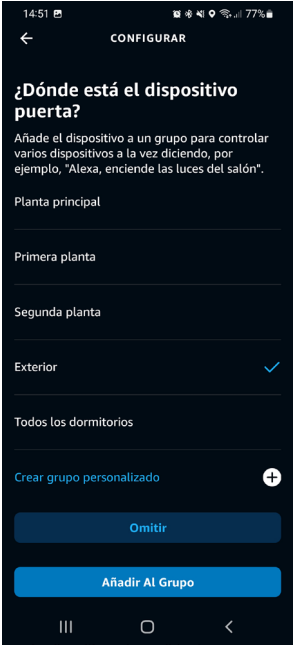 14:51 77%
CONFIGURAR
¿Dónde está el dispositivo
puerta?
Añade el dispositivo a un grupo para controlar
varios dispositivos a la vez diciendo, por
ejemplo, "Alexa, enciende las luces del salón".
Planta principal
Primera planta
Segunda planta
Exterior
Todos los dormitorios
Crear grupo personalizado
Omitir
Añadir Al Grupo